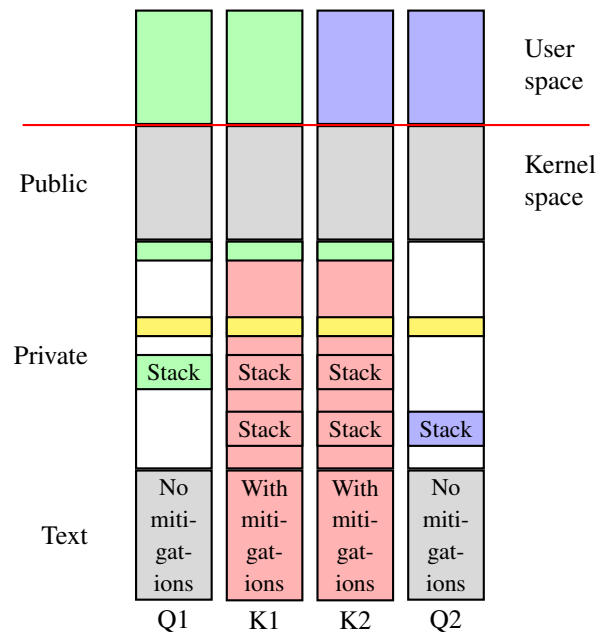 User
space
Public
Kernel
space
Private
Stack
Stack
Stack
Stack
Stack
Stack
Text
No
miti-
gat-
ions
With
miti-
gat-
ions
With
miti-
gat-
ions
No
miti-
gat-
ions
Q1 K1 K2 Q2